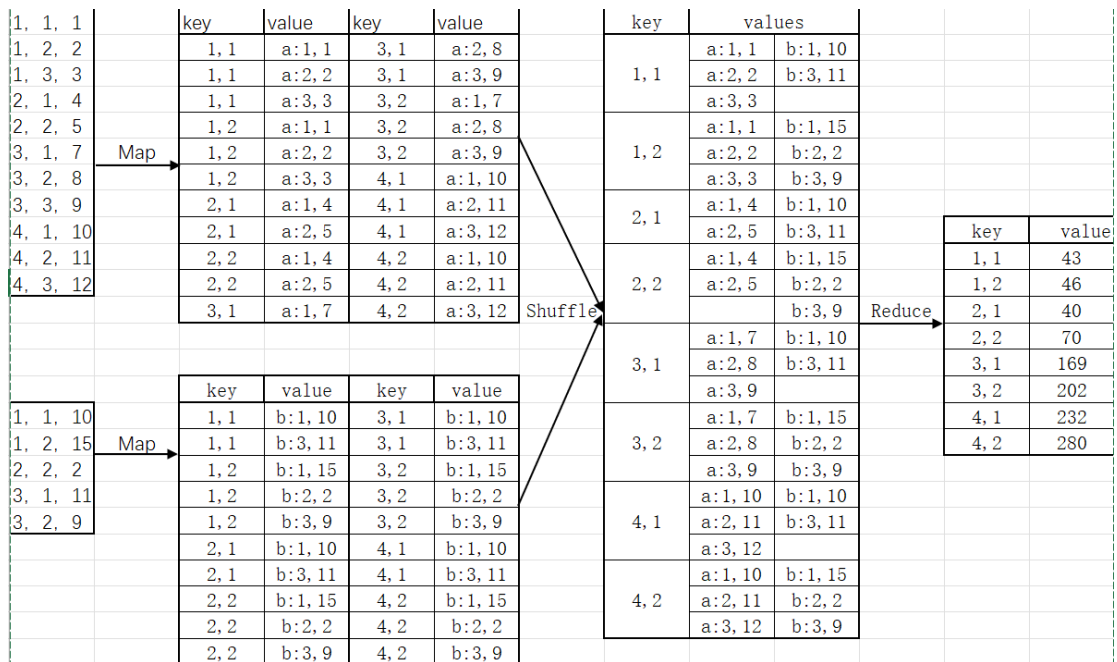 1, 1, 1 key value key value key values
1, 2, 2 1, 1 a:1, 1 3, 1 a:2, 8 a:1, 1 b:1, 10
1, 3, 3 1, 1 a:2, 2 3, 1 a:3, 9 1, 1 a:2, 2 b:3, 11
2, 1, 4 1, 1 a:3, 3 3, 2 a:1, 7 a:3, 3
2, 2, 5 1, 2 a:1, 1 3, 2 a:2, 8 a:1, 1 b:1, 15
3, 1, 7 Map 1, 2 a:2, 2 3, 2 a:3, 9 1, 2 a:2, 2 b:2, 2
3, 2, 8 1, 2 a:3, 3 4, 1 a:1, 10 a:3, 3 b:3, 9
3, 3, 9 2, 1 a:1, 4 4, 1 a:2, 11 2, 1 a:1, 4 b:1, 10
4, 1, 10 2, 1 a:2, 5 4, 1 a:3, 12 a:2, 5 b:3, 11 key value
4, 2, 11 2, 2 a:1, 4 4, 2 a:1, 10 a:1, 4 b:1, 15 1, 1 43
4, 3, 12 2, 2 a:2, 5 4, 2 a:2, 11 2, 2 a:2, 5 b:2, 2 1, 2 46
3, 1 a:1, 7 4, 2 a:3, 12 Shuffle b:3, 9 Reduce 2, 1 40
a:1, 7 b:1, 10 2, 2 70
3, 1 a:2, 8 b:3, 11 3, 1 169
key value key value a:3, 9 3, 2 202
1, 1, 10 1, 1 b:1, 10 3, 1 b:1, 10 a:1, 7 b:1, 15 4, 1 232
1, 2, 15 Map 1, 1 b:3, 11 3, 1 b:3, 11 3, 2 a:2, 8 b:2, 2 4, 2 280
2, 2, 2 1, 2 b:1, 15 3, 2 b:1, 15 a:3, 9 b:3, 9
3, 1, 11 1, 2 b:2, 2 3, 2 b:2, 2 a:1, 10 b:1, 10
3, 2, 9 1, 2 b:3, 9 3, 2 b:3, 9 4, 1 a:2, 11 b:3, 11
2, 1 b:1, 10 4, 1 b:1, 10 a:3, 12
2, 1 b:3, 11 4, 1 b:3, 11 a:1, 10 b:1, 15
2, 2 b:1, 15 4, 2 b:1, 15 4, 2 a:2, 11 b:2, 2
2, 2 b:2, 2 4, 2 b:2, 2 a:3, 12 b:3, 9
2, 2 b:3, 9 4, 2 b:3, 9